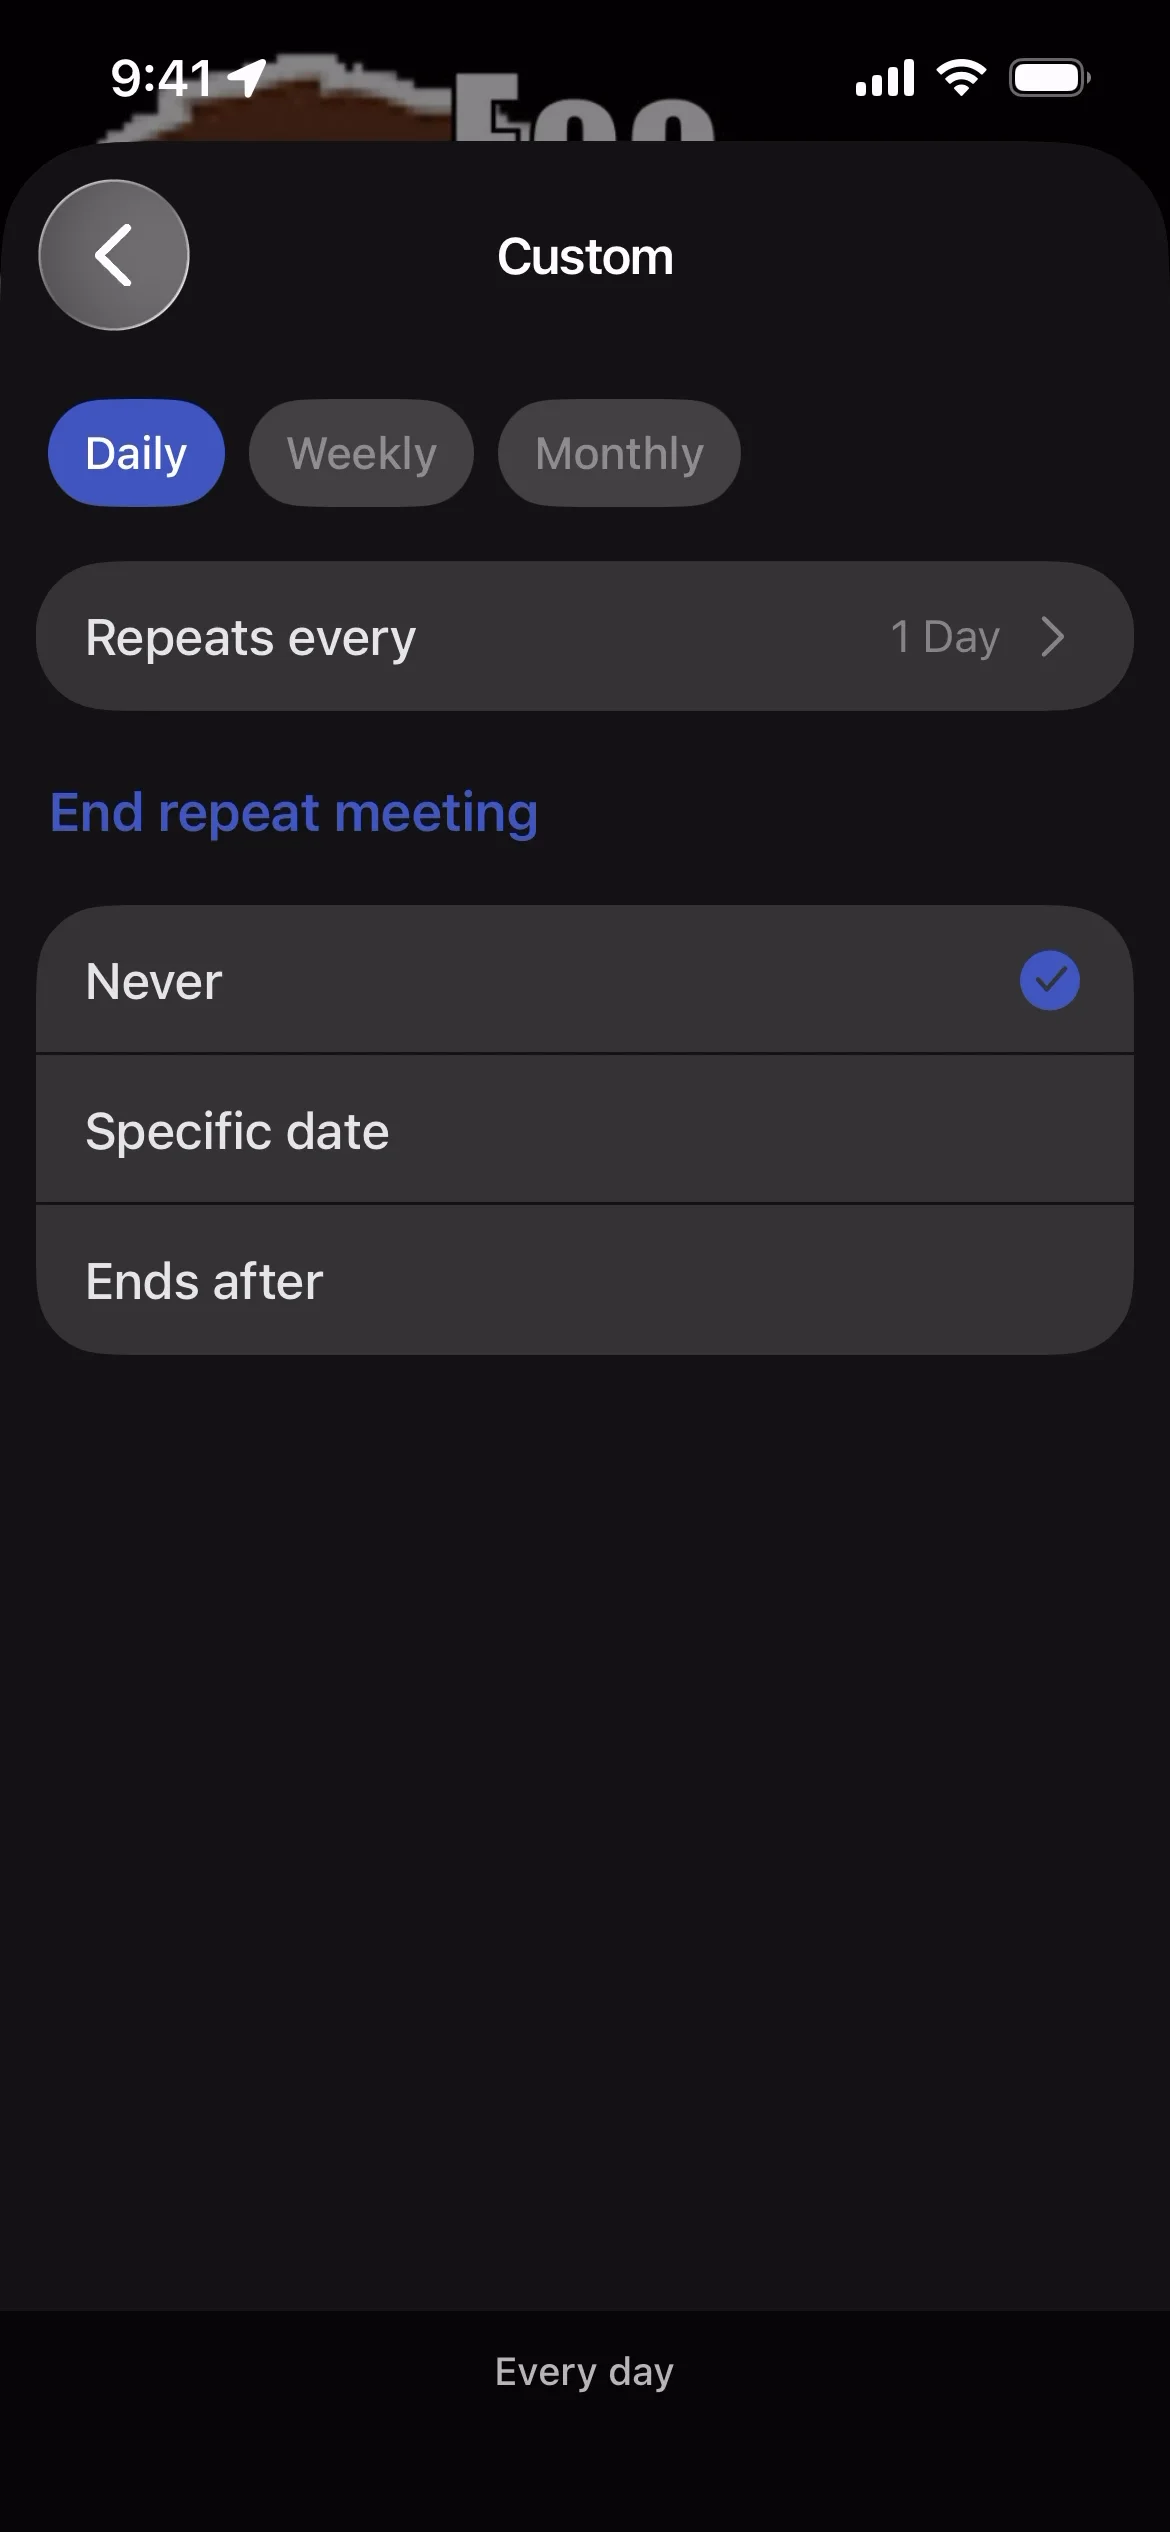 9:41
Custom
Daily Weekly Monthly
Repeats every 1 Day
End repeat meeting
Never
Specific date
Ends after
Every day